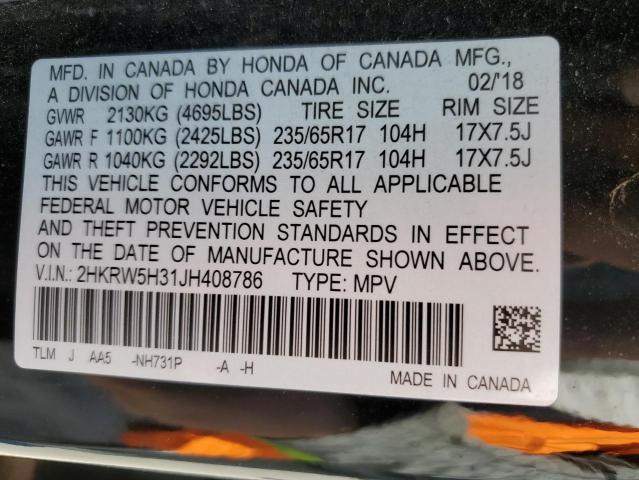 MFD. IN CANADA BY HONDA OF CANADA MFG.,
A DIVISION OF HONDA CANADA INC. 02/'18
GVWR 2130KG (4695LBS) TIRE SIZE RIM SIZE
GAWR F 1100KG (2425LBS) 235/65R17 104H 17X7.5J
GAWR R 1040KG (2292LBS) 235/65R17 104H 17X7.5J
THIS VEHICLE CONFORMS TO ALL APPLICABLE
FEDERAL MOTOR VEHICLE SAFETY
AND THEFT PREVENTION STANDARDS IN EFFECT
ON THE DATE OF MANUFACTURE SHOWN ABOVE.
V.I.N.: 2HKRW5H31JH408786 TYPE: MPV
TLM J AA5 -NH731P -A -H
MADE IN CANADA